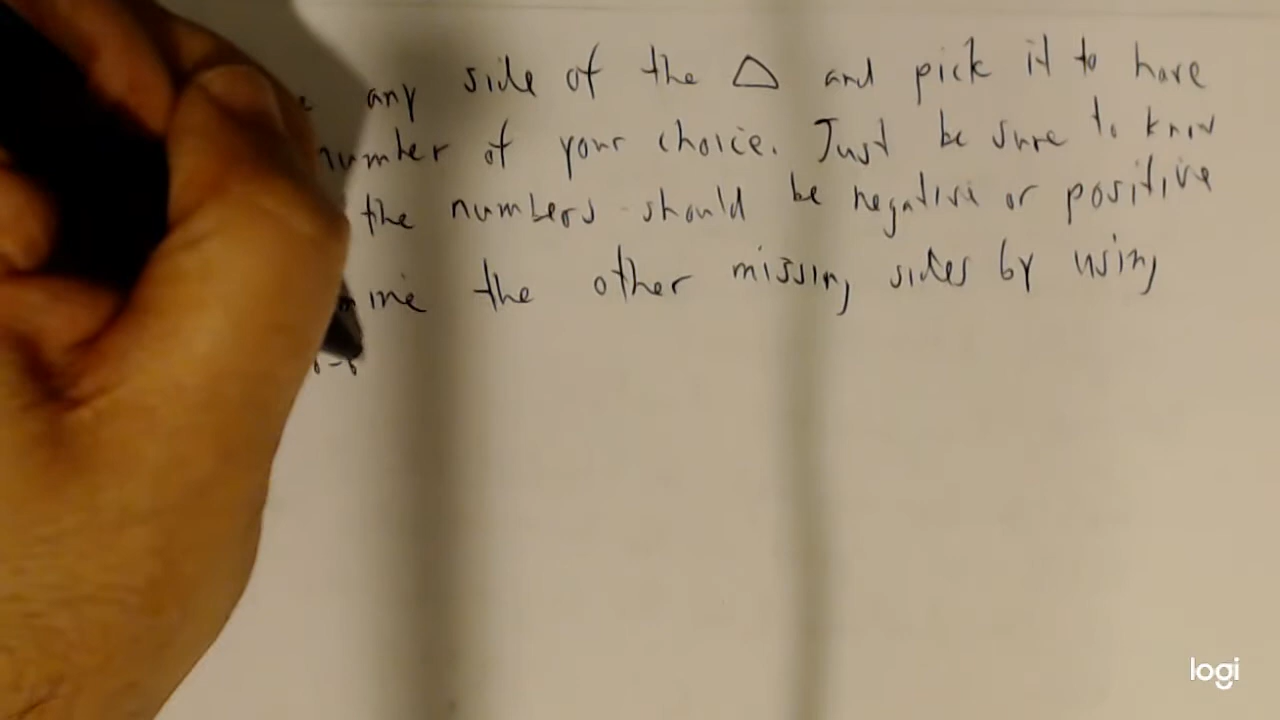 any side of the △ and pick it to have
number of your choice. Just be sure to know
the numbers should be negative or positive
the other missing sides by using
logi